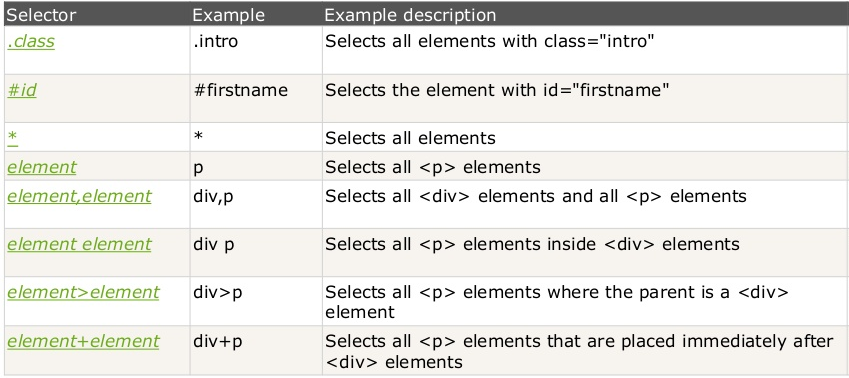 Selector Example Example description
.class .intro Selects all elements with class="intro"
#id #firstname Selects the element with id="firstname"
* * Selects all elements
element p Selects all <p> elements
element,element div,p Selects all <div> elements and all <p> elements
element element div p Selects all <p> elements inside <div> elements
element>element div>p Selects all <p> elements where the parent is a <div>
element
element+element div+p Selects all <p> elements that are placed immediately after
<div> elements